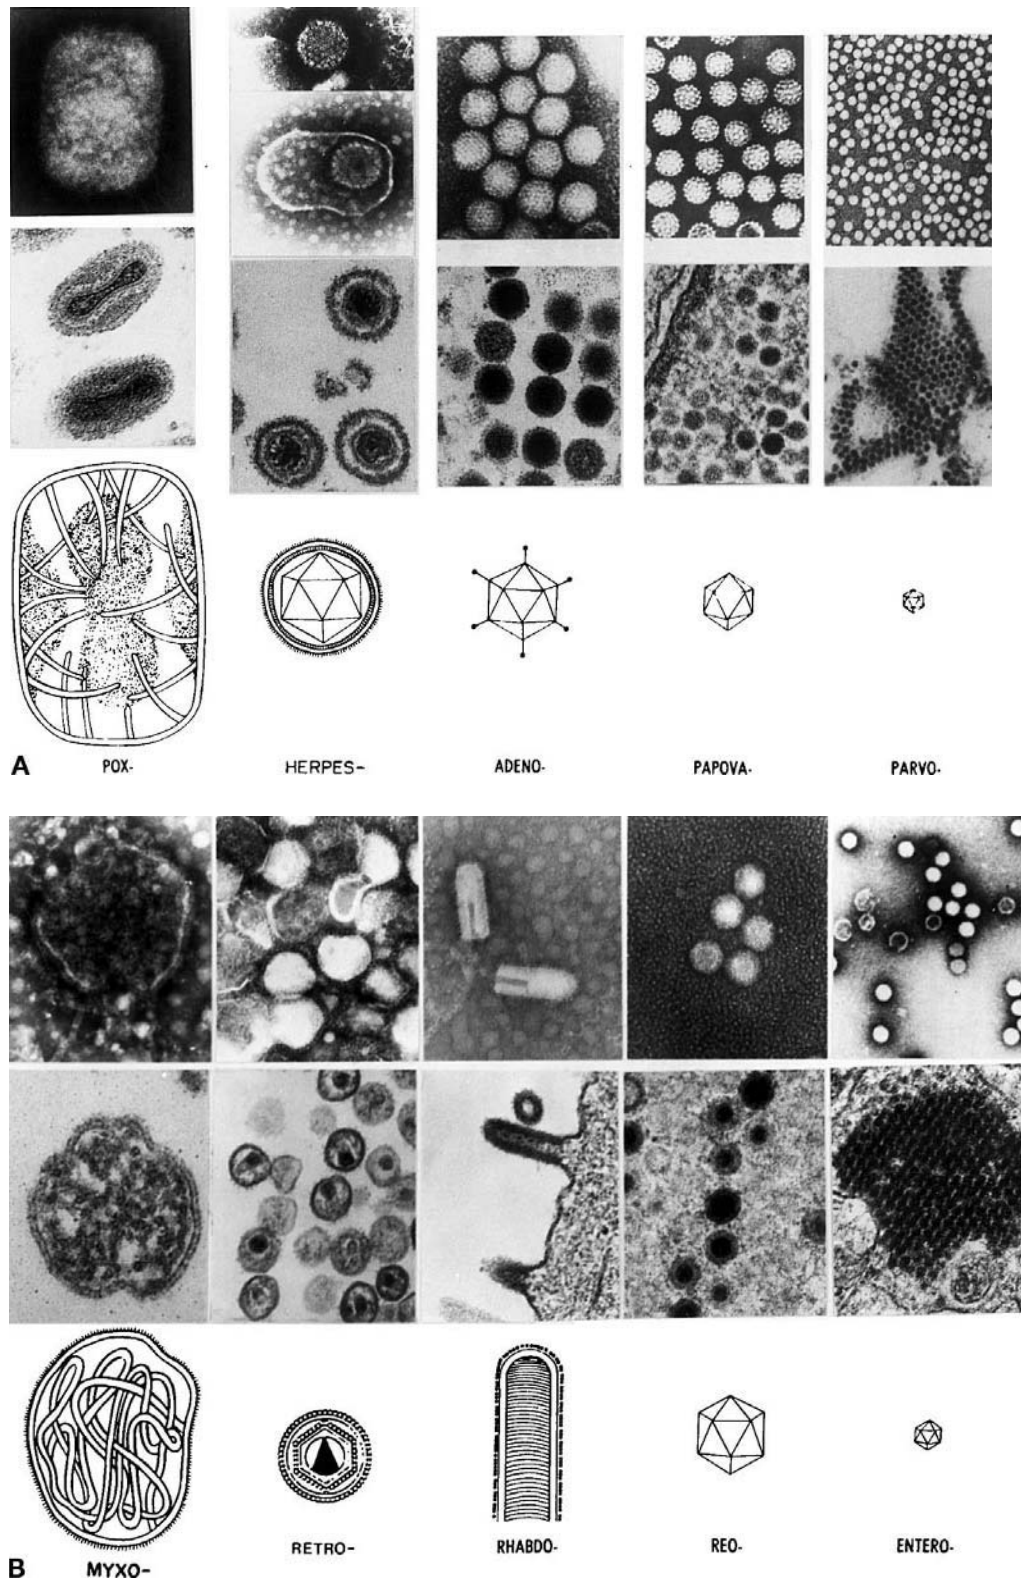 A POX- HERPES- ADENO- PAPOVA- PARVO-
B MYXO- RETRO- RHABDO- REO- ENTERO-